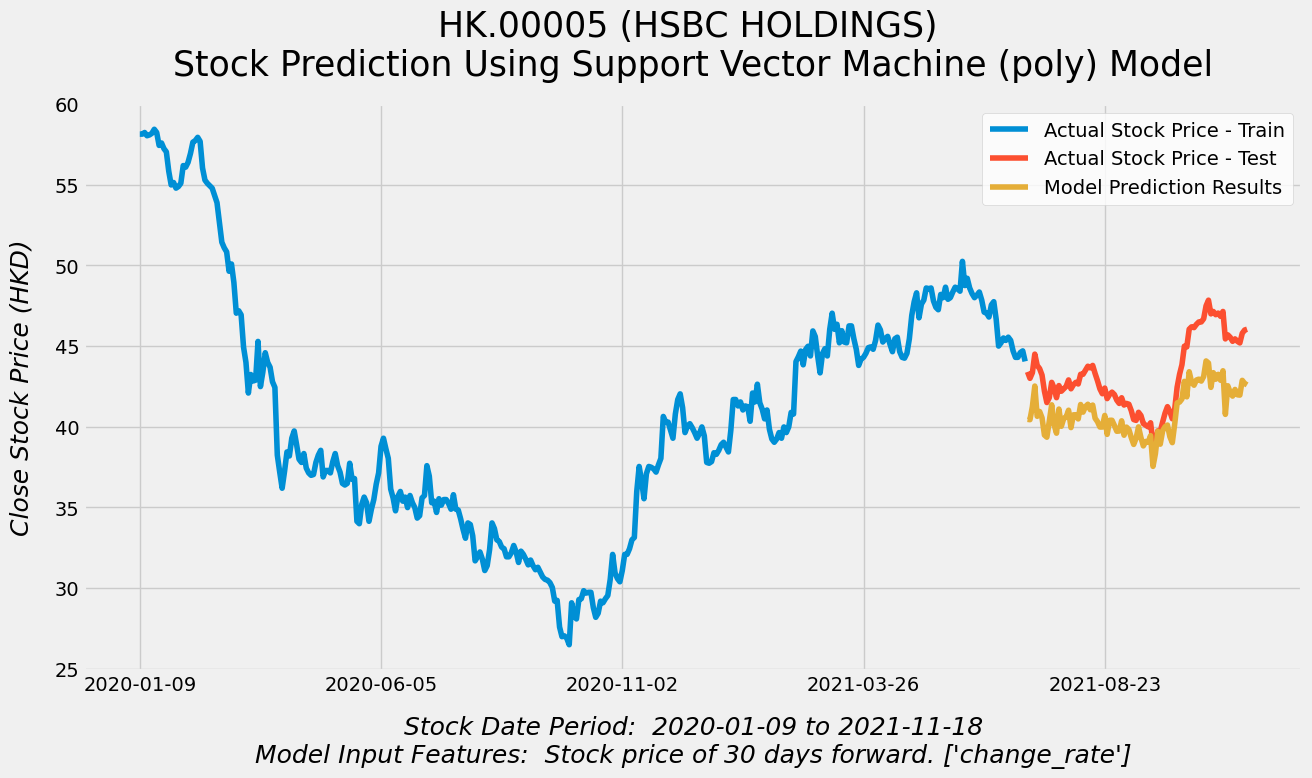 HK.00005 (HSBC HOLDINGS)
Stock Prediction Using Support Vector Machine (poly) Model
Actual Stock Price - Train
Actual Stock Price - Test
Model Prediction Results
Close Stock Price (HKD)
60
55
50
45
40
35
30
25
2020-01-09 2020-06-05 2020-11-02 2021-03-26 2021-08-23
Stock Date Period:  2020-01-09 to 2021-11-18
Model Input Features:  Stock price of 30 days forward. ['change_rate']